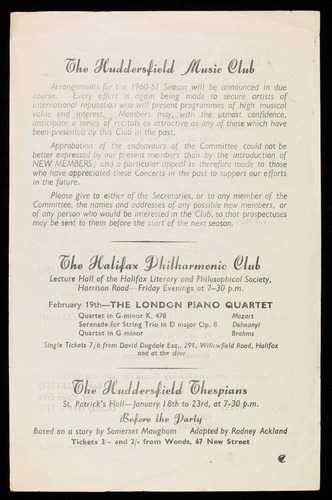 The Huddersfield Music Club
Arrangements for the 1960-61 Season will be announced in due
course. Every effort is again being made to secure artists of
international reputation who will present programmes of high musical
value and interest. Members may, with the utmost confidence,
anticipate a series of recitals as attractive as any of those which have
been presented by this Club in the past.
Approbation of the endeavours of the Committee could not be
better expressed by our present members than by the introduction of
NEW MEMBERS, and a particular appeal is therefore made to those
who have appreciated these Concerts in the past to support our efforts
in the future.
Please give to either of the Secretaries, or to any member of the
Committee, the names and addresses of any possible new members, or
of any person who would be interested in the Club, so that prospectuses
may be sent to them before the start of the next season.
The Halifax Philharmonic Club
Lecture Hall of the Halifax Literary and Philosophical Society,
Harrison Road—Friday Evenings at 7-30 p.m.
February 19th—THE LONDON PIANO QUARTET
Quartet in G minor K. 478 Mozart
Serenade for String Trio in D major Op. 8 Dohnanyi
Quartet in G minor Brahms
Single Tickets 7/6 from David Dugdale Esq., 291, Willowfield Road, Halifax
and at the door
The Huddersfield Thespians
St. Patrick's Hall—January 18th to 23rd, at 7-30 p.m.
Before the Party
Based on a story by Somerset Maugham Adapted by Rodney Ackland
Tickets 3/- and 2/- from Woods, 67 New Street